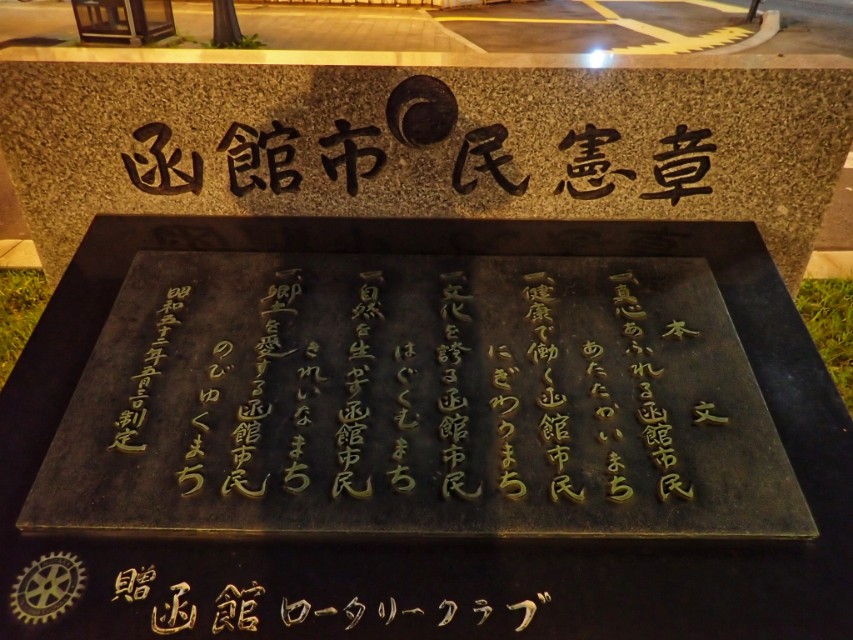 函館市民憲章
本文
一、真心あふれる函館市民
あたたかいまち
一、健康で働く函館市民
にぎわうまち
一、文化を誇る函館市民
はぐくむまち
一、自然を生かす函館市民
きれいなまち
一、郷土を愛する函館市民
のびゆくまち
昭和五十二年五月三日制定
贈 函館ロータリークラブ